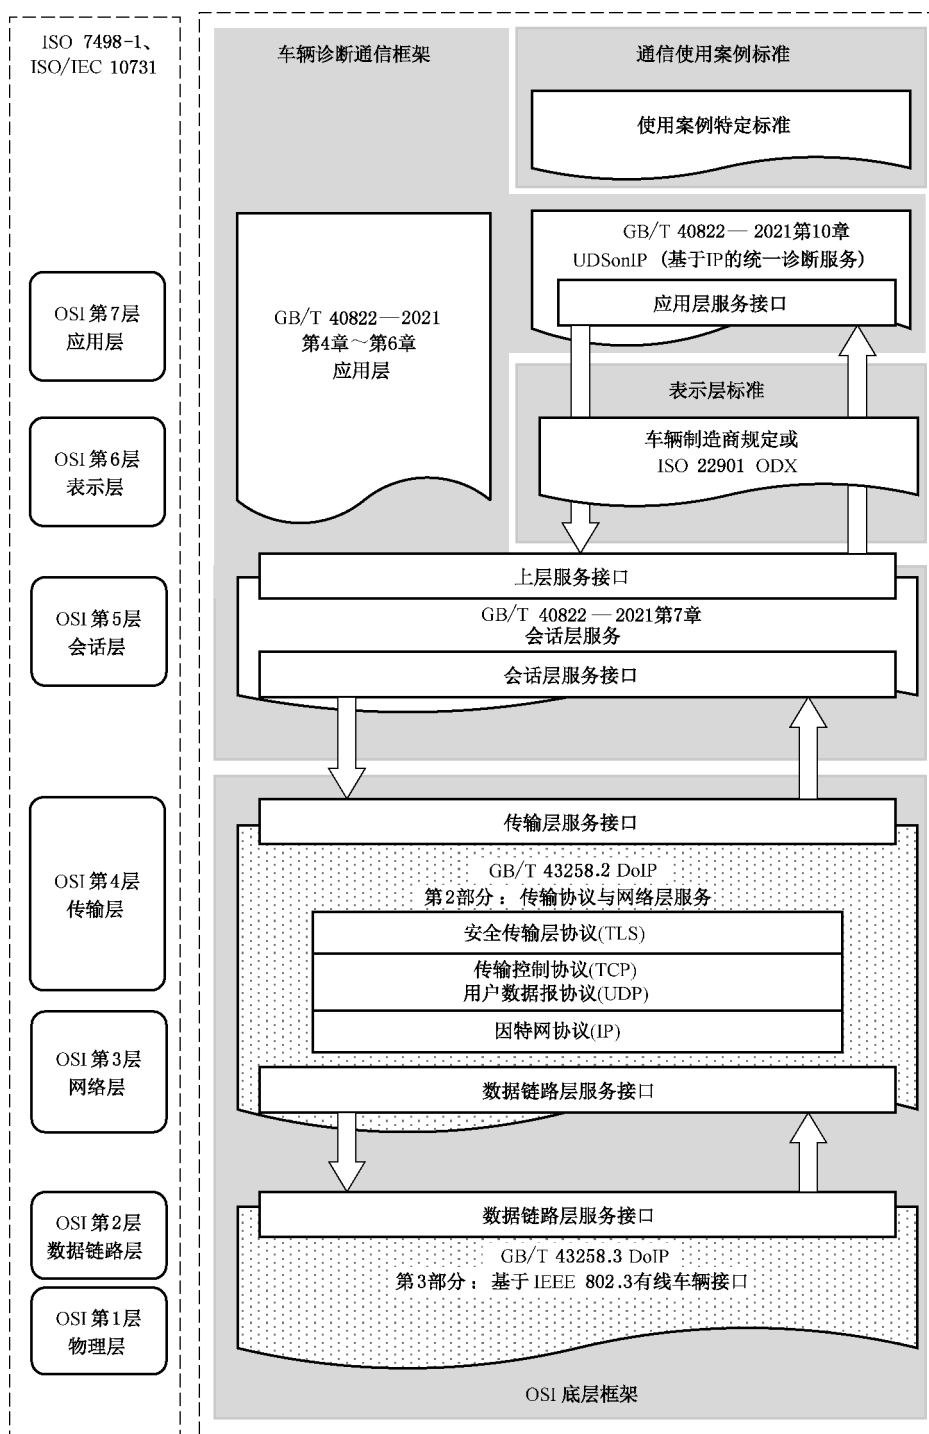 ISO 7498-1、
ISO/IEC 10731
OSI 第7层
应用层
OSI 第6层
表示层
OSI 第5层
会话层
OSI 第4层
传输层
OSI 第3层
网络层
OSI 第2层
数据链路层
OSI 第1层
物理层
车辆诊断通信框架
通信使用案例标准
使用案例特定标准
GB/T 40822—2021
第4章～第6章
应用层
GB/T 40822—2021第10章
UDSonIP (基于IP的统一诊断服务)
应用层服务接口
表示层标准
车辆制造商规定或
ISO 22901 ODX
上层服务接口
GB/T 40822—2021第7章
会话层服务
会话层服务接口
传输层服务接口
GB/T 43258.2 DoIP
第2部分：传输协议与网络层服务
安全传输层协议(TLS)
传输控制协议(TCP)
用户数据报协议(UDP)
因特网协议(IP)
数据链路层服务接口
数据链路层服务接口
GB/T 43258.3 DoIP
第3部分：基于 IEEE 802.3有线车辆接口
OSI 底层框架